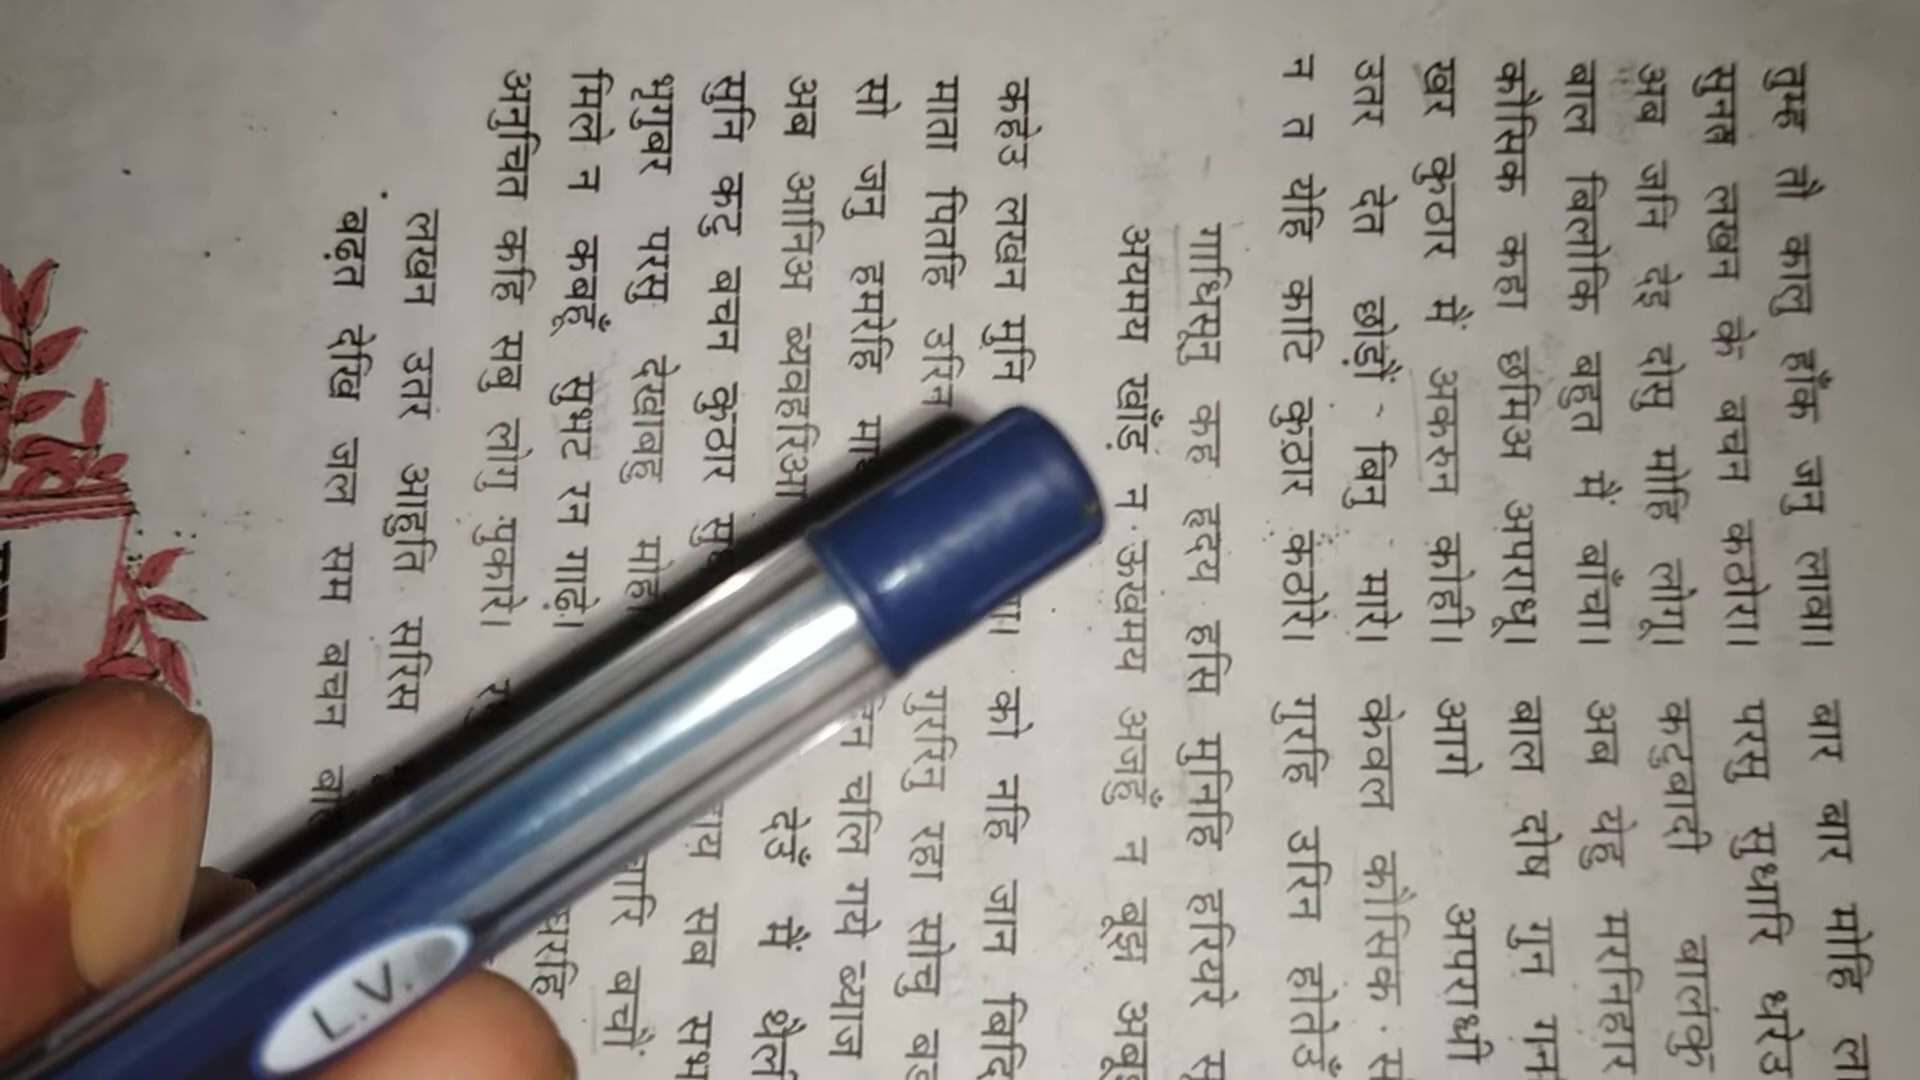 तुम्ह तौ कालु हाँक जनु लावा। बार बार मोहि
सुनत लखन के बचन कठोरा। परसु सुधारि धरेउ
अब जनि देइ दोसु मोहि लोगू। कटुबादी बालकु
बाल बिलोकि बहुत मैं बाँचा। अब येहु मरनिहार
कौसिक कहा छमिअ अपराधू। बाल दोष गुन गन
खर कुठार मैं अकरुन कोही। आगे अपराधी
उतर देत छोड़ौं बिनु मारे। केवल कौसिक
न त येहि काटि कुठार कठोरे। गुरहि उरिन होतेउँ
गाधिसूनु कह हृदय हसि मुनिहि हरियरे
अयमय खाँड़ न ऊखमय अजहुँ न बूझ
कहेउ लखन मुनि को नहि जान
माता पितहि उरिन गुररिनु रहा सोचु
सो जनु हमरेहि चलि गये ब्याज
अब आनिअ ब्यवहरिआ देउँ मैं
सुनि कटु बचन कुठार सब
भृगुबर परसु देखाबहु बचौं
मिले न कबहूँ सुभट रन गाढ़े।
अनुचित कहि सबु लोगु पुकारे।
लखन उतर आहुति सरिस
बढ़त देखि जल सम बचन
L.V.